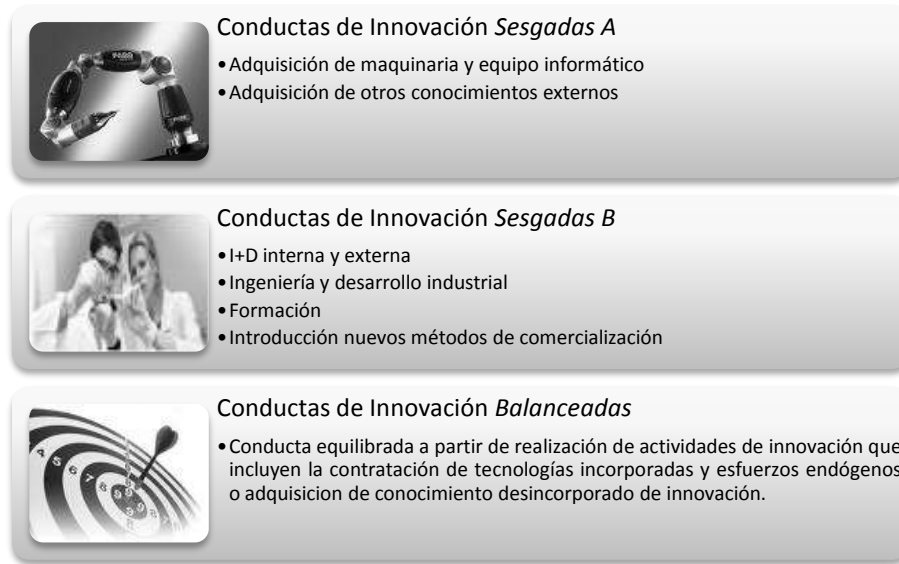 Conductas de Innovación Sesgadas A
•Adquisición de maquinaria y equipo informático
•Adquisición de otros conocimientos externos
Conductas de Innovación Sesgadas B
•I+D interna y externa
•Ingeniería y desarrollo industrial
•Formación
•Introducción nuevos métodos de comercialización
Conductas de Innovación Balanceadas
•Conducta equilibrada a partir de realización de actividades de innovación que
incluyen la contratación de tecnologías incorporadas y esfuerzos endógenos
o adquisicion de conocimiento desincorporado de innovación.